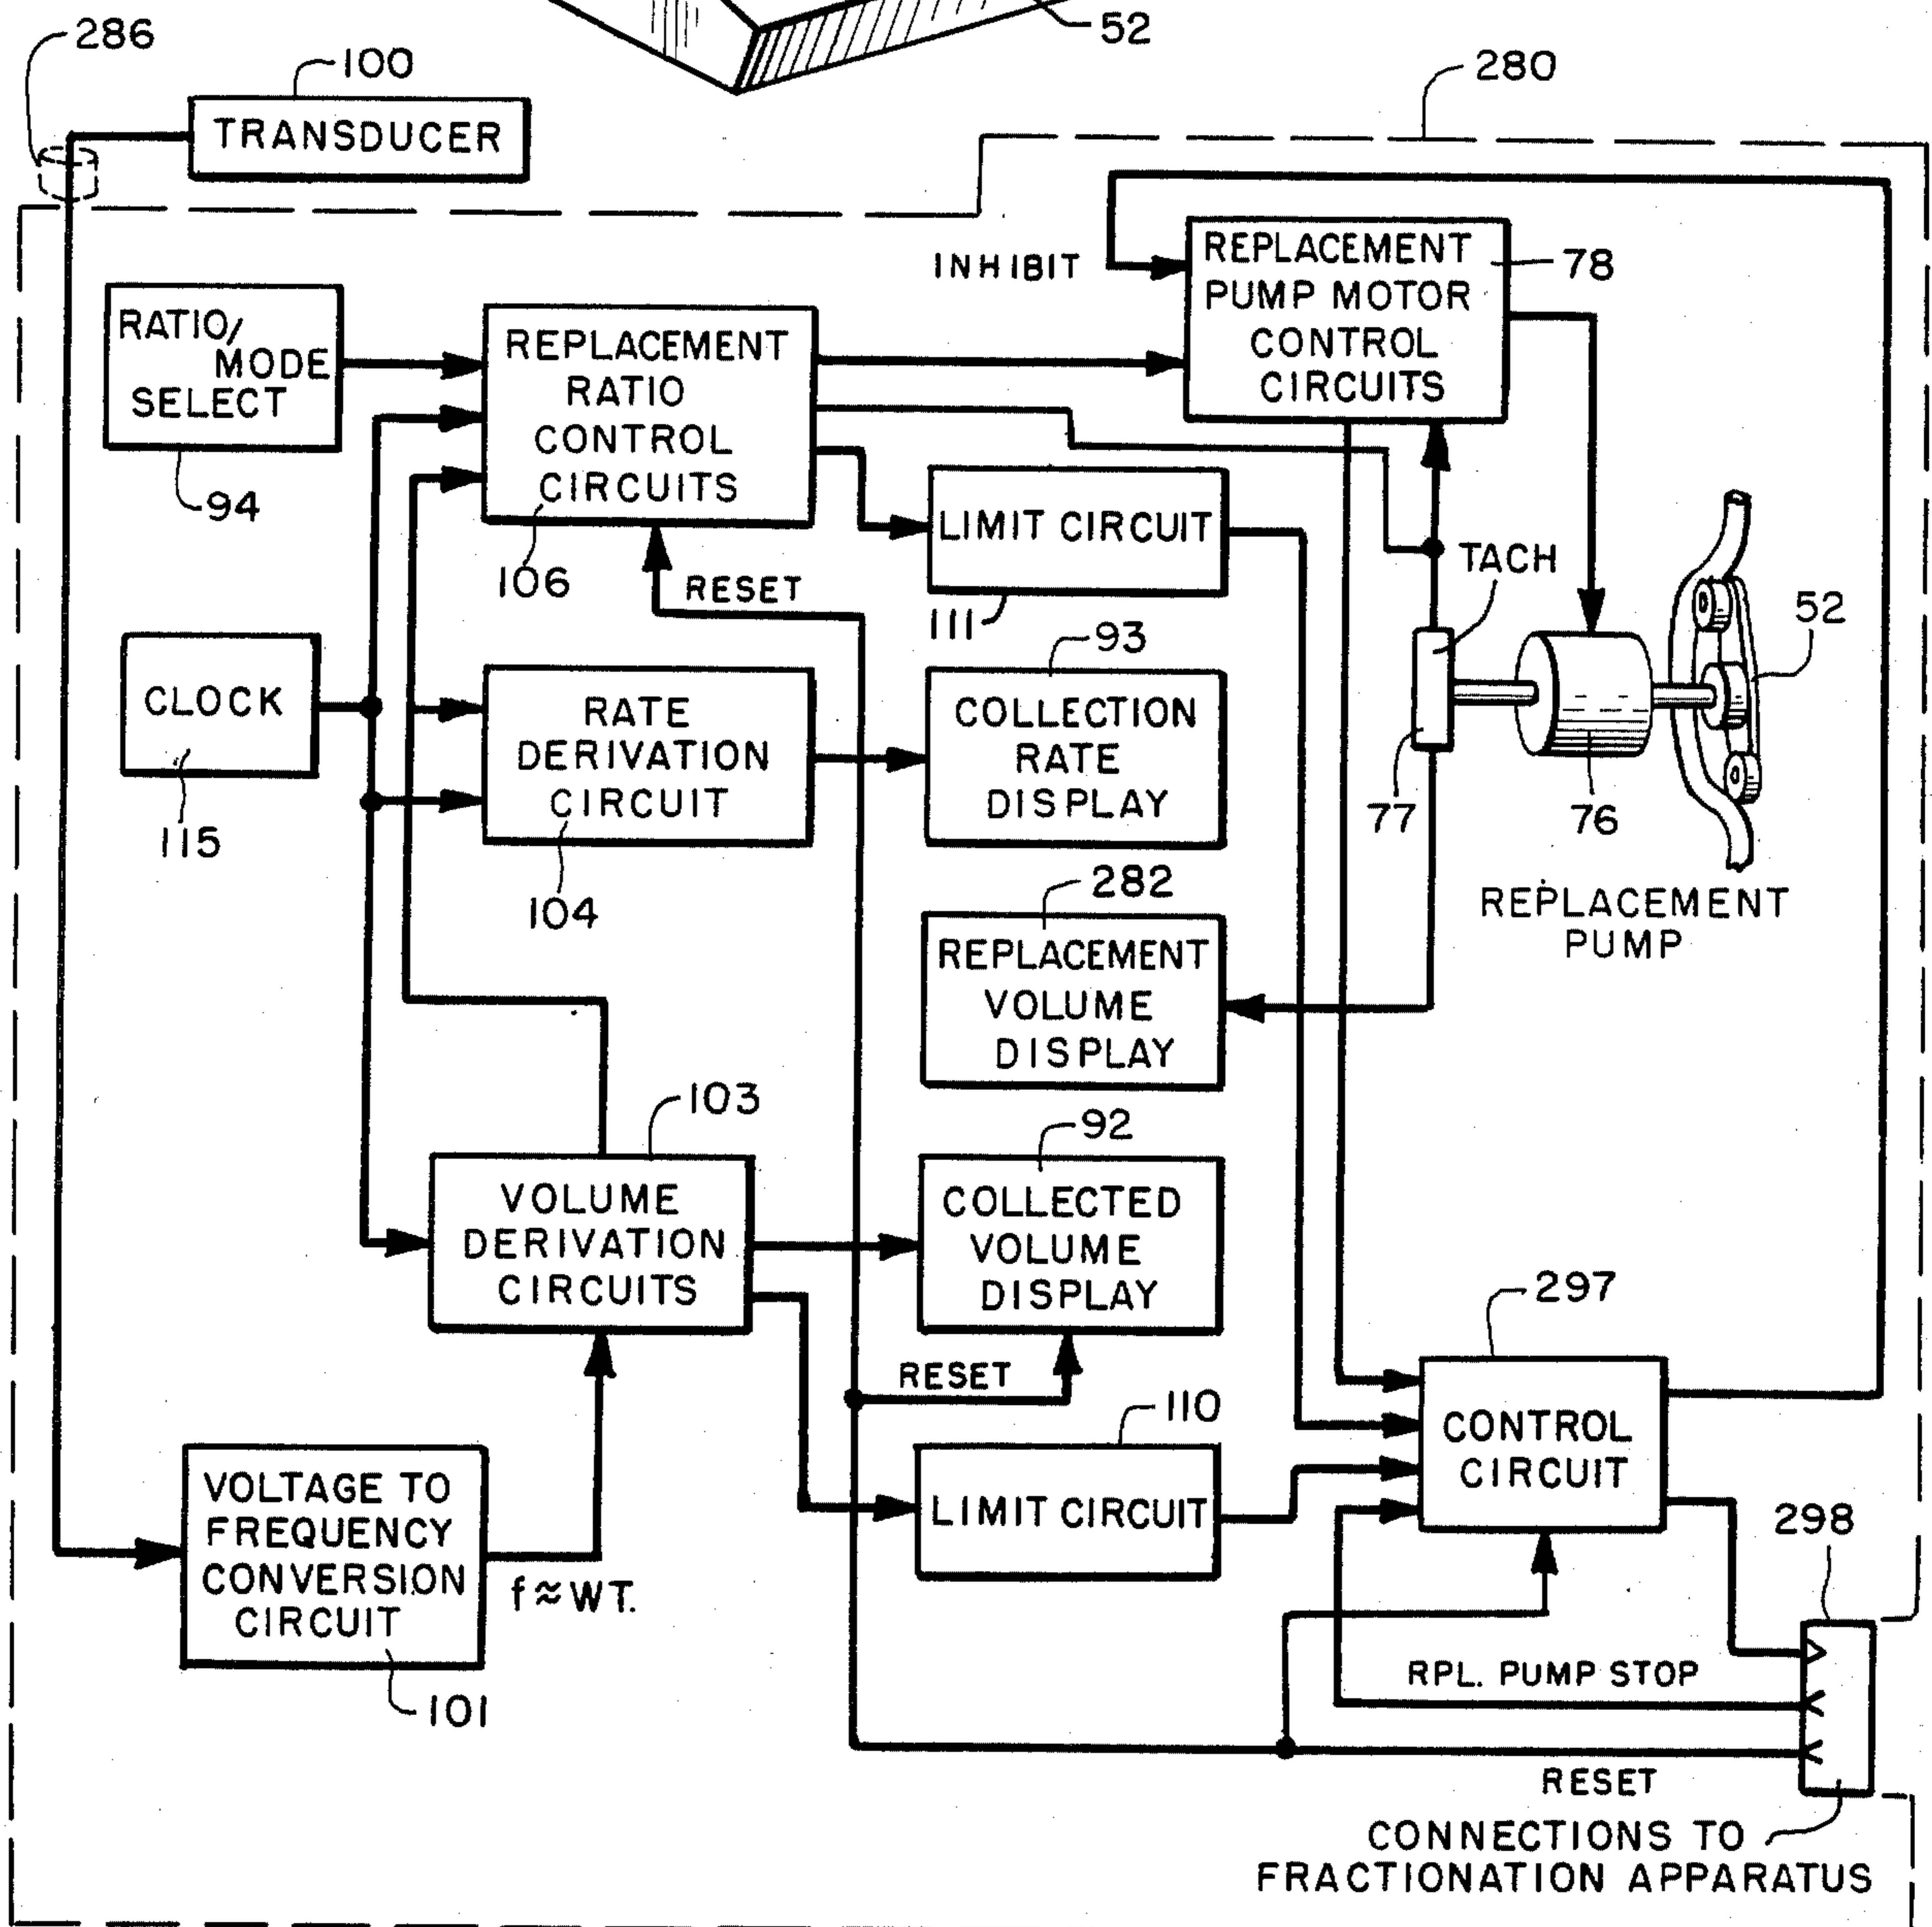 52
286
100
TRANSDUCER
280
INHIBIT
REPLACEMENT
PUMP MOTOR
CONTROL
CIRCUITS
78
RATIO/
MODE
SELECT
94
REPLACEMENT
RATIO
CONTROL
CIRCUITS
106
RESET
LIMIT CIRCUIT
111
TACH
52
77
76
REPLACEMENT
PUMP
CLOCK
115
RATE
DERIVATION
CIRCUIT
104
93
COLLECTION
RATE
DISPLAY
282
REPLACEMENT
VOLUME
DISPLAY
103
VOLUME
DERIVATION
CIRCUITS
92
COLLECTED
VOLUME
DISPLAY
RESET
297
CONTROL
CIRCUIT
110
LIMIT CIRCUIT
VOLTAGE TO
FREQUENCY
CONVERSION
CIRCUIT
101
f≈WT.
298
RPL. PUMP STOP
RESET
CONNECTIONS TO
FRACTIONATION APPARATUS